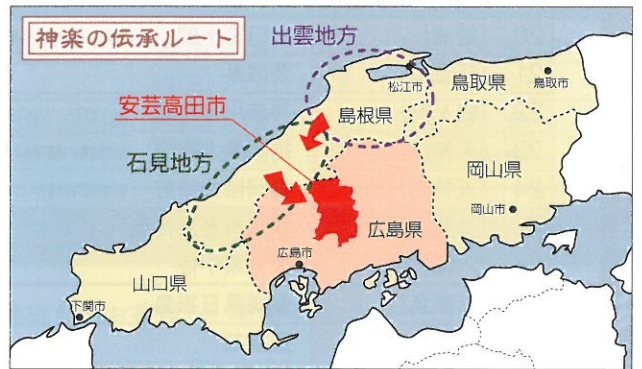 神楽の伝承ルート
出雲地方
松江市
鳥取県
鳥取市
安芸高田市
島根県
石見地方
岡山県
岡山市
広島県
広島市
山口県
下関市